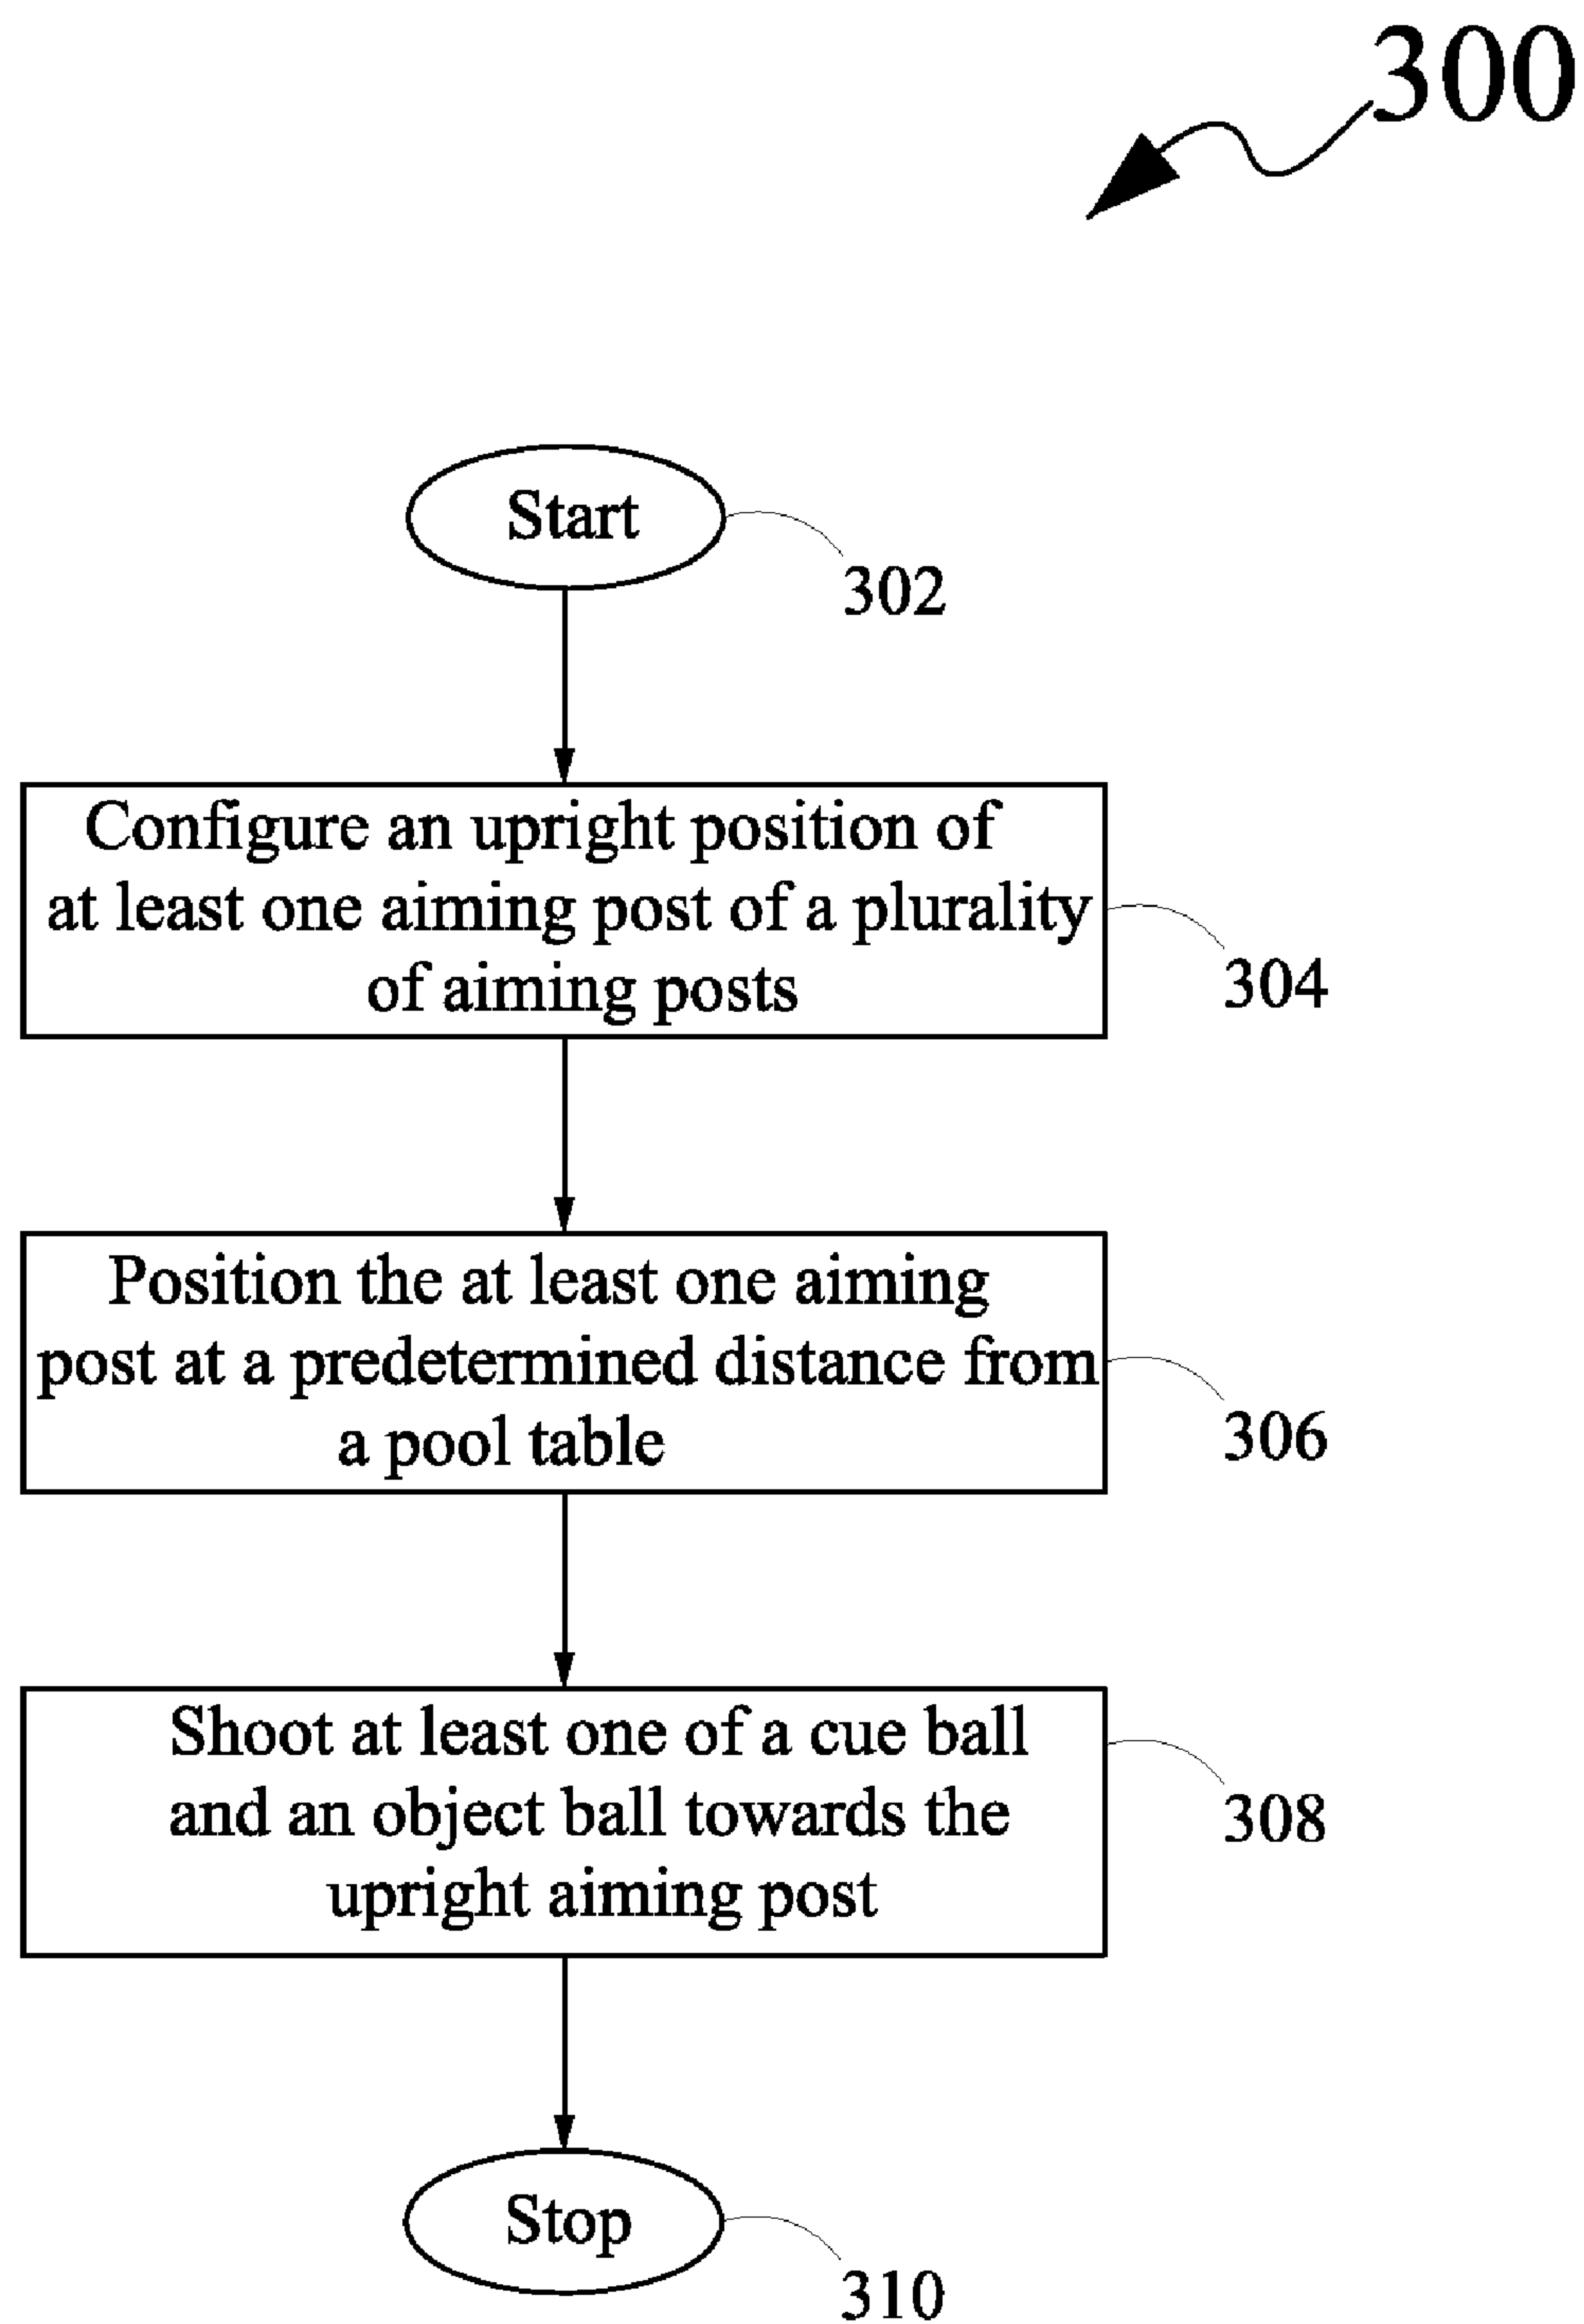 300
Start
302
Configure an upright position of
at least one aiming post of a plurality
of aiming posts
304
Position the at least one aiming
post at a predetermined distance from
a pool table
306
Shoot at least one of a cue ball
and an object ball towards the
upright aiming post
308
Stop
310